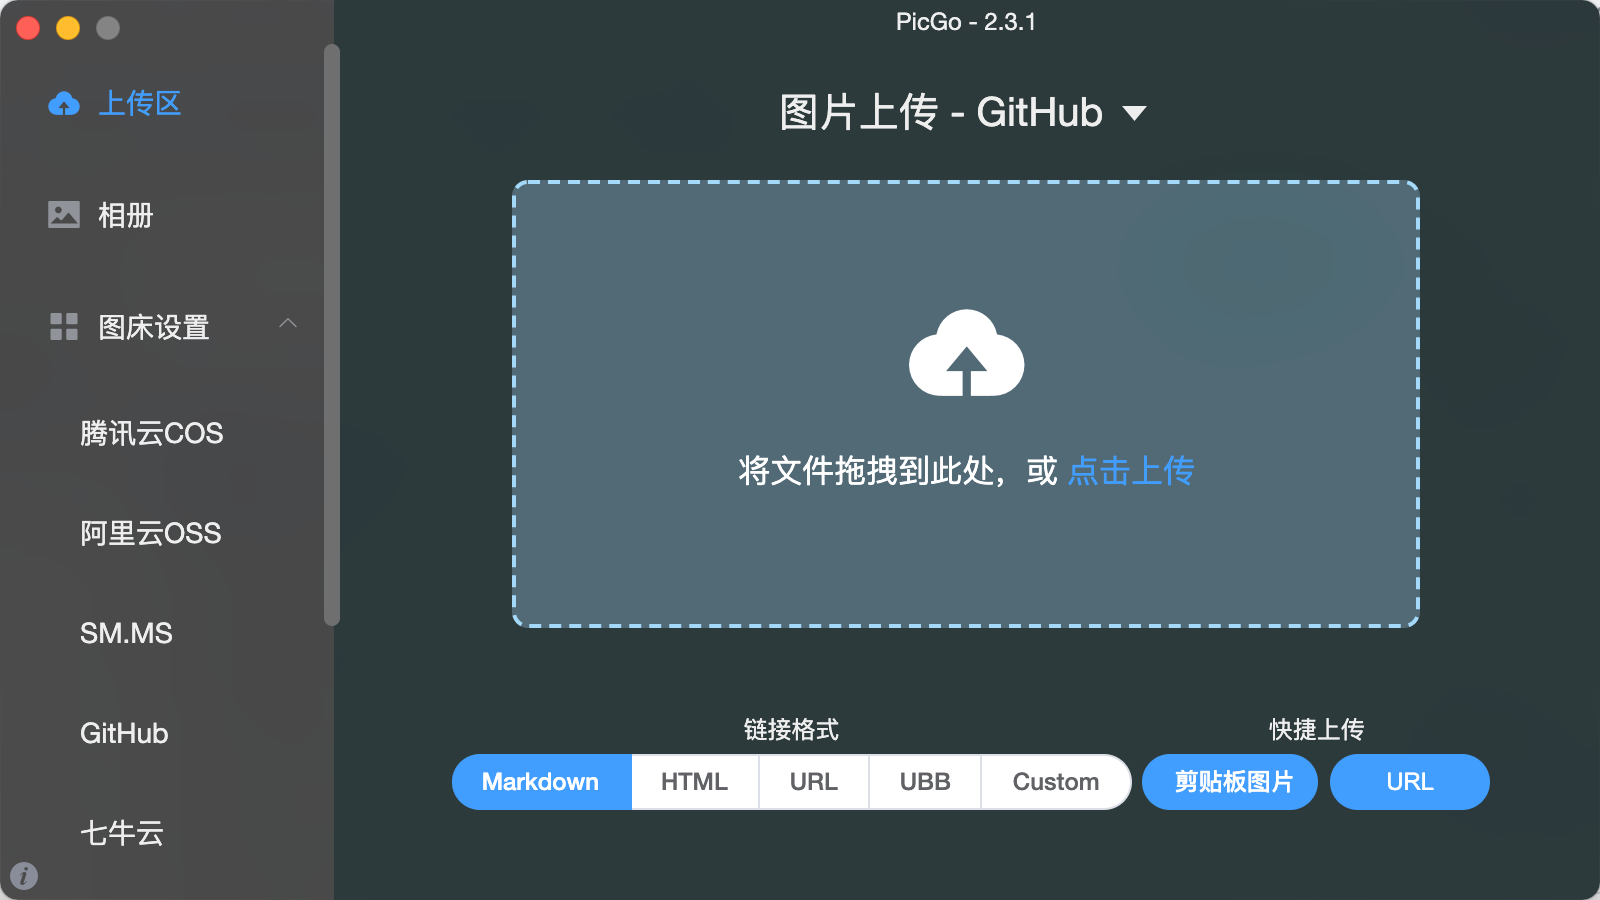 PicGo - 2.3.1
上传区
相册
图床设置
腾讯云COS
阿里云OSS
SM.MS
GitHub
七牛云
i
图片上传 - GitHub
将文件拖拽到此处，或 点击上传
链接格式
Markdown HTML URL UBB Custom
快捷上传
剪贴板图片 URL